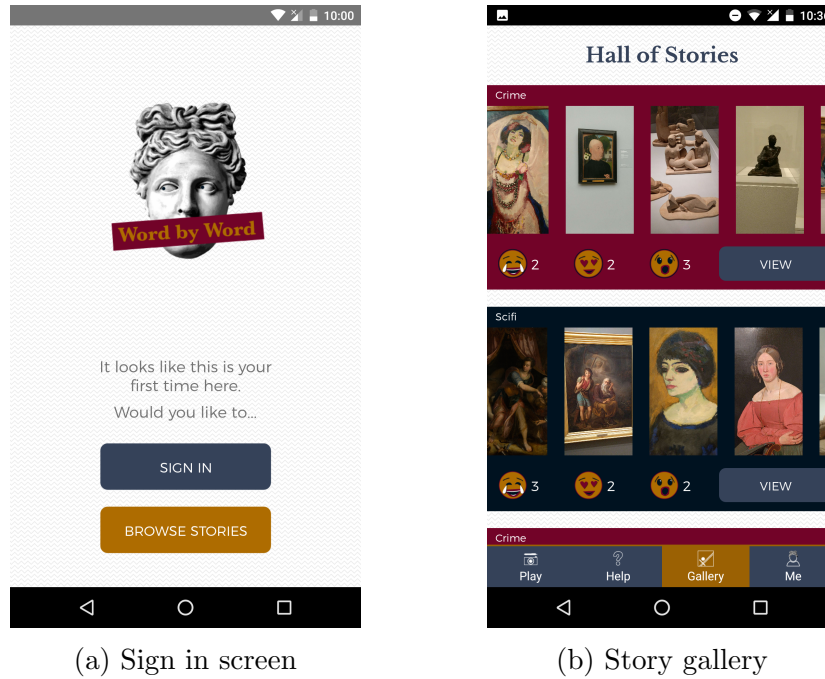 10:00
Word by Word
It looks like this is your
first time here.
Would you like to...
SIGN IN
BROWSE STORIES
(a) Sign in screen
Hall of Stories
Crime
2
2
3
VIEW
Scifi
3
2
2
VIEW
Crime
Play
Help
Gallery
Me
(b) Story gallery